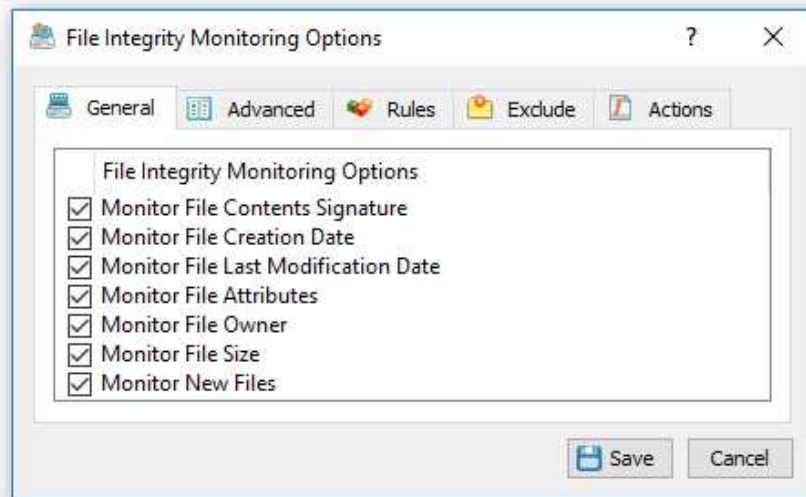 File Integrity Monitoring Options ?
General Advanced Rules Exclude Actions
File Integrity Monitoring Options
Monitor File Contents Signature
Monitor File Creation Date
Monitor File Last Modification Date
Monitor File Attributes
Monitor File Owner
Monitor File Size
Monitor New Files
Save Cancel